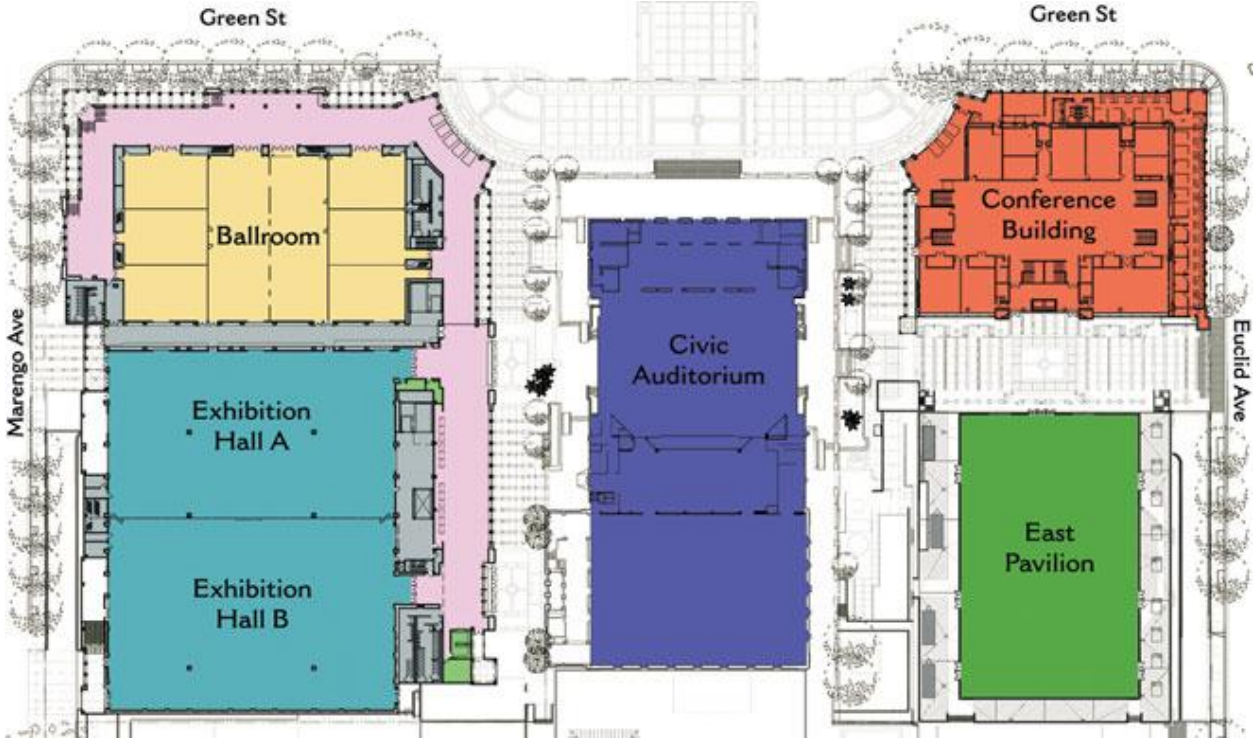 Green St
Green St
Ballroom
Conference
Building
Marengo Ave
Euclid Ave
Civic
Auditorium
Exhibition
Hall A
East
Pavilion
Exhibition
Hall B